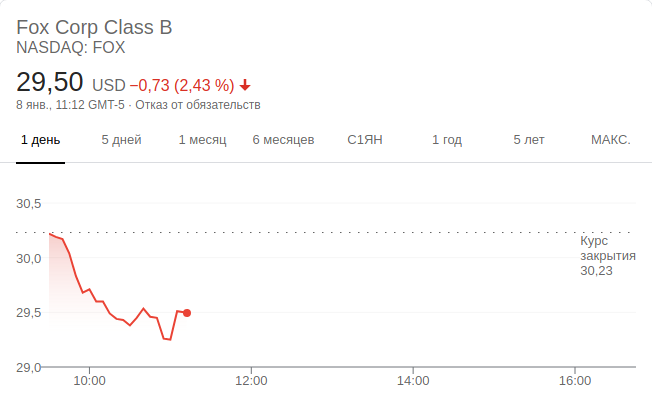 Fox Corp Class B
NASDAQ: FOX
29,50 USD −0,73 (2,43 %)
8 янв., 11:12 GMT-5 · Отказ от обязательств
1 день 5 дней 1 месяц 6 месяцев С1ЯН 1 год 5 лет МАКС.
30,5
Курс
закрытия
30,23
30,0
29,5
29,0
10:00 12:00 14:00 16:00